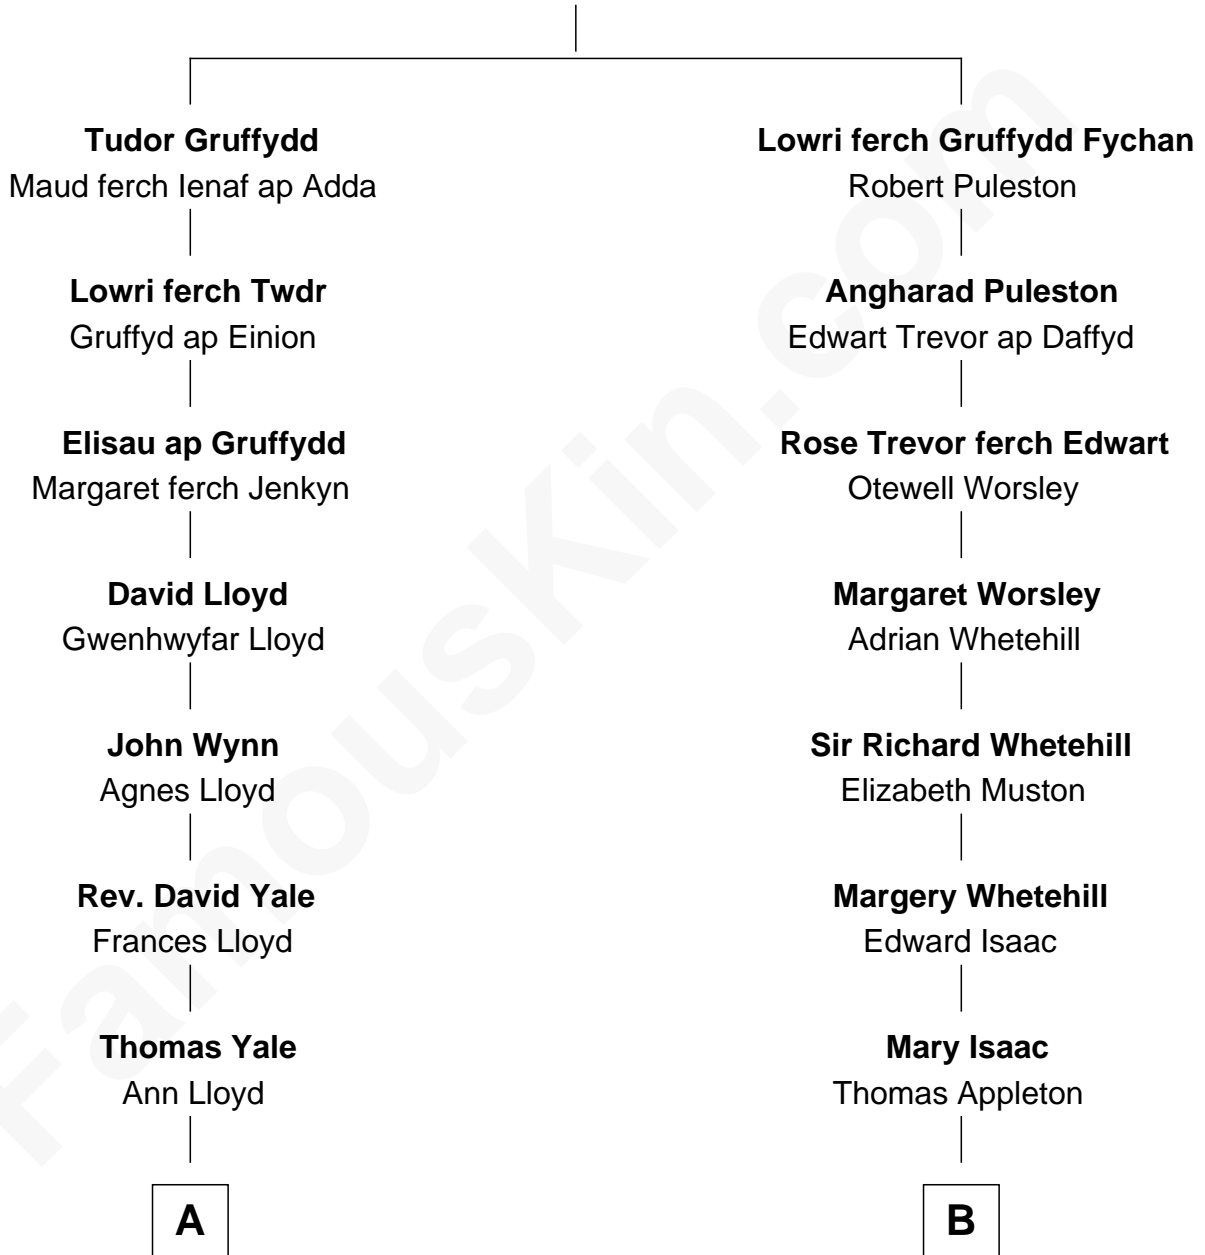 Tudor Gruffydd
Maud ferch Ienaf ap Adda
Lowri ferch Twdr
Gruffyd ap Einion
Elisau ap Gruffydd
Margaret ferch Jenkyn
David Lloyd
Gwenhwyfar Lloyd
John Wynn
Agnes Lloyd
Rev. David Yale
Frances Lloyd
Thomas Yale
Ann Lloyd
A
Lowri ferch Gruffydd Fychan
Robert Puleston
Angharad Puleston
Edwart Trevor ap Daffyd
Rose Trevor ferch Edwart
Otewell Worsley
Margaret Worsley
Adrian Whetehill
Sir Richard Whetehill
Elizabeth Muston
Margery Whetehill
Edward Isaac
Mary Isaac
Thomas Appleton
B
FamousKin.com